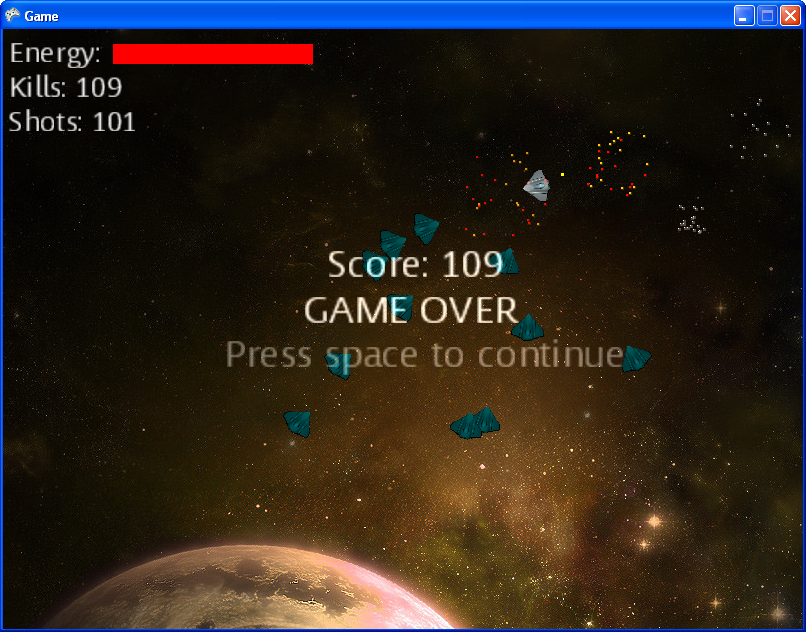 Game
Energy:
Kills: 109
Shots: 101
Score: 109
GAME OVER
Press space to continue